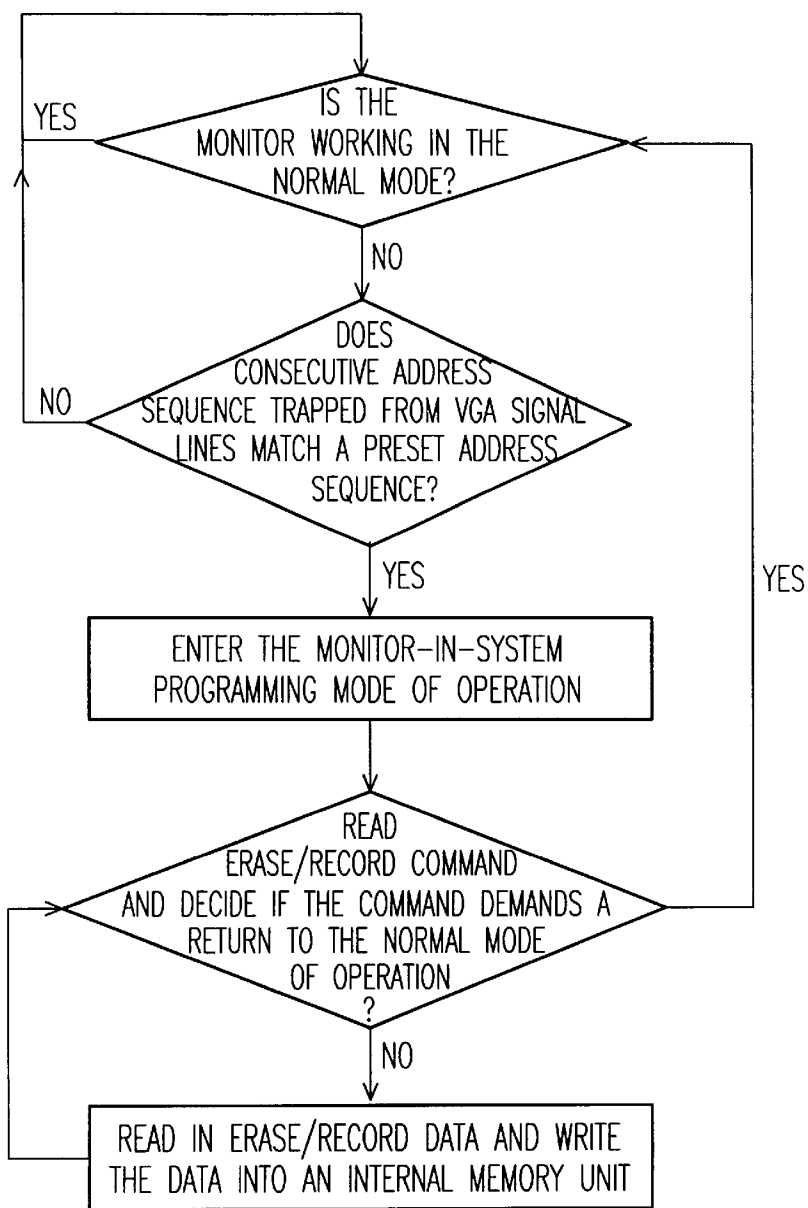 IS THE
MONITOR WORKING IN THE
NORMAL MODE?
YES
NO
DOES
CONSECUTIVE ADDRESS
SEQUENCE TRAPPED FROM VGA SIGNAL
LINES MATCH A PRESET ADDRESS
SEQUENCE?
NO
YES
YES
ENTER THE MONITOR-IN-SYSTEM
PROGRAMMING MODE OF OPERATION
READ
ERASE/RECORD COMMAND
AND DECIDE IF THE COMMAND DEMANDS A
RETURN TO THE NORMAL MODE
OF OPERATION
?
NO
READ IN ERASE/RECORD DATA AND WRITE
THE DATA INTO AN INTERNAL MEMORY UNIT